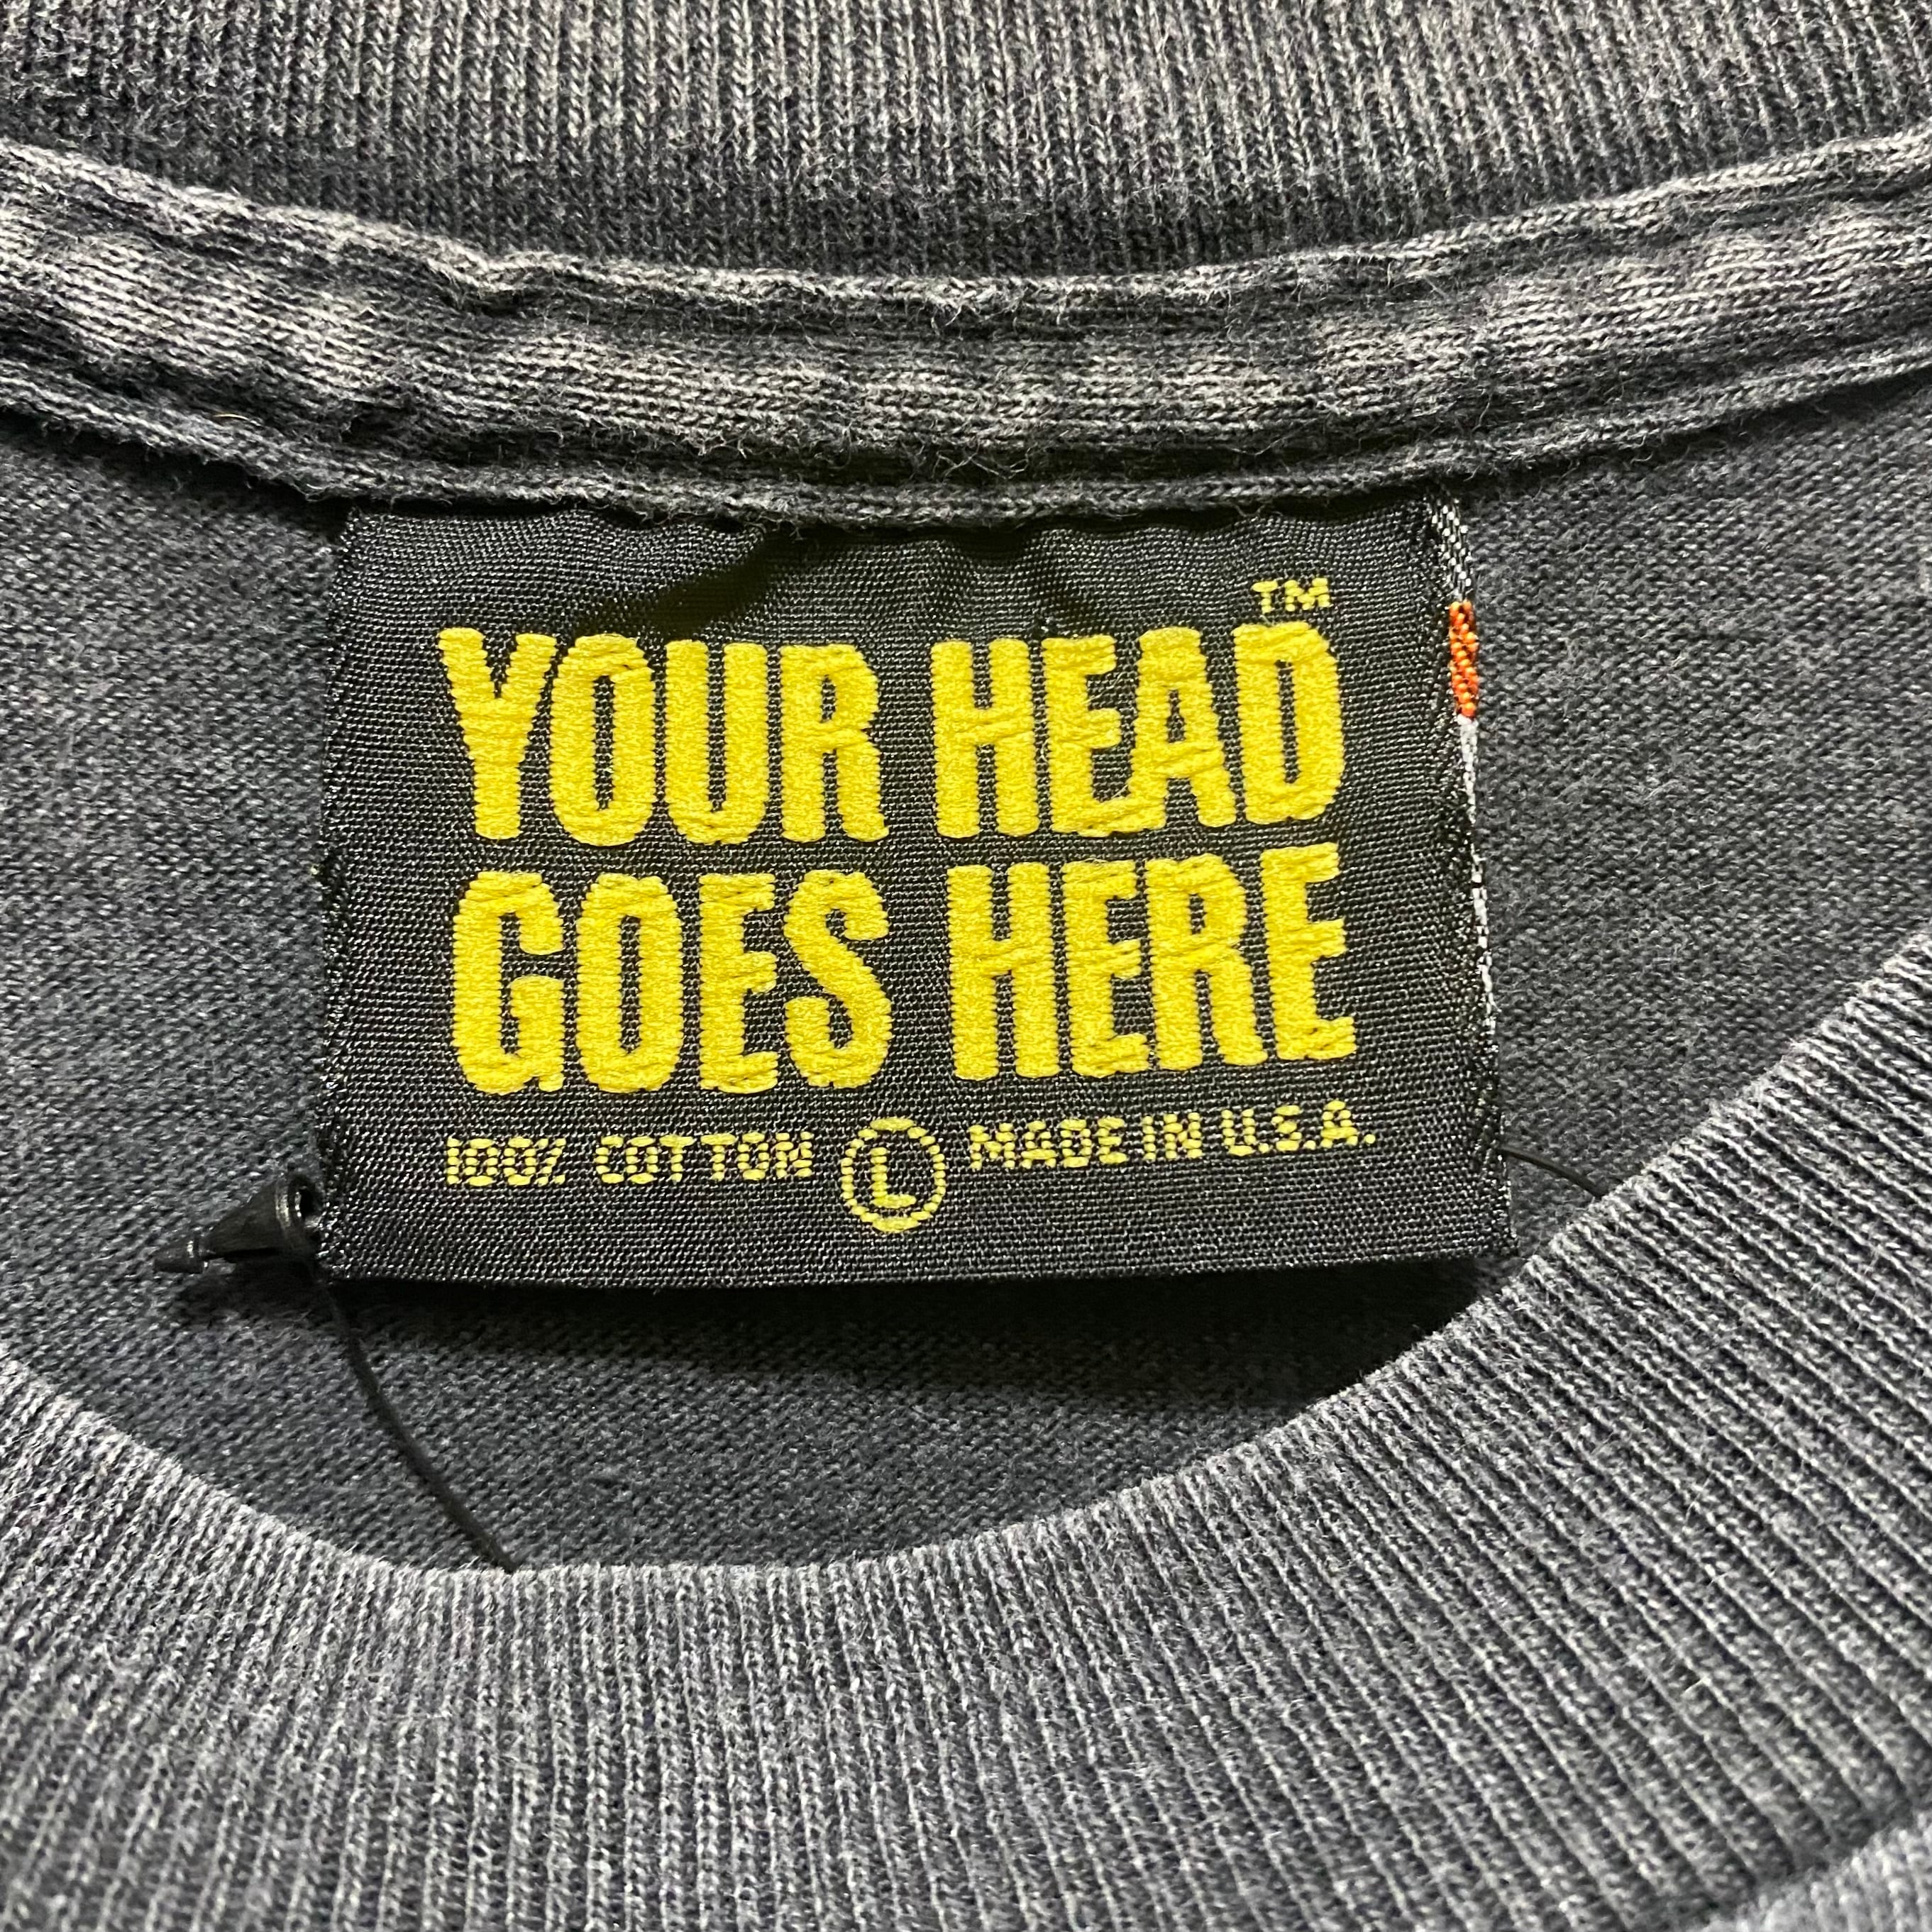 YOUR HEAD™
GOES HERE
100% COTTON L MADE IN U.S.A.